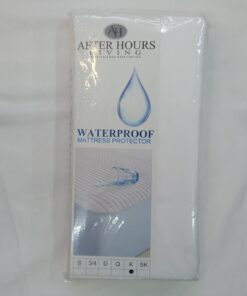 AH
AFTER HOURS
LIVING
WATERPROOF
MATTRESS PROTECTOR
S 3/4 D Q K SK